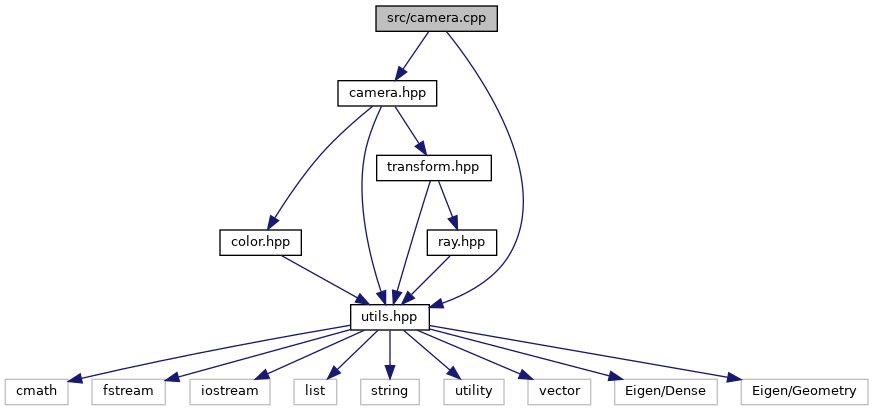 src/camera.cpp
camera.hpp
transform.hpp
color.hpp
ray.hpp
utils.hpp
cmath
fstream
iostream
list
string
utility
vector
Eigen/Dense
Eigen/Geometry